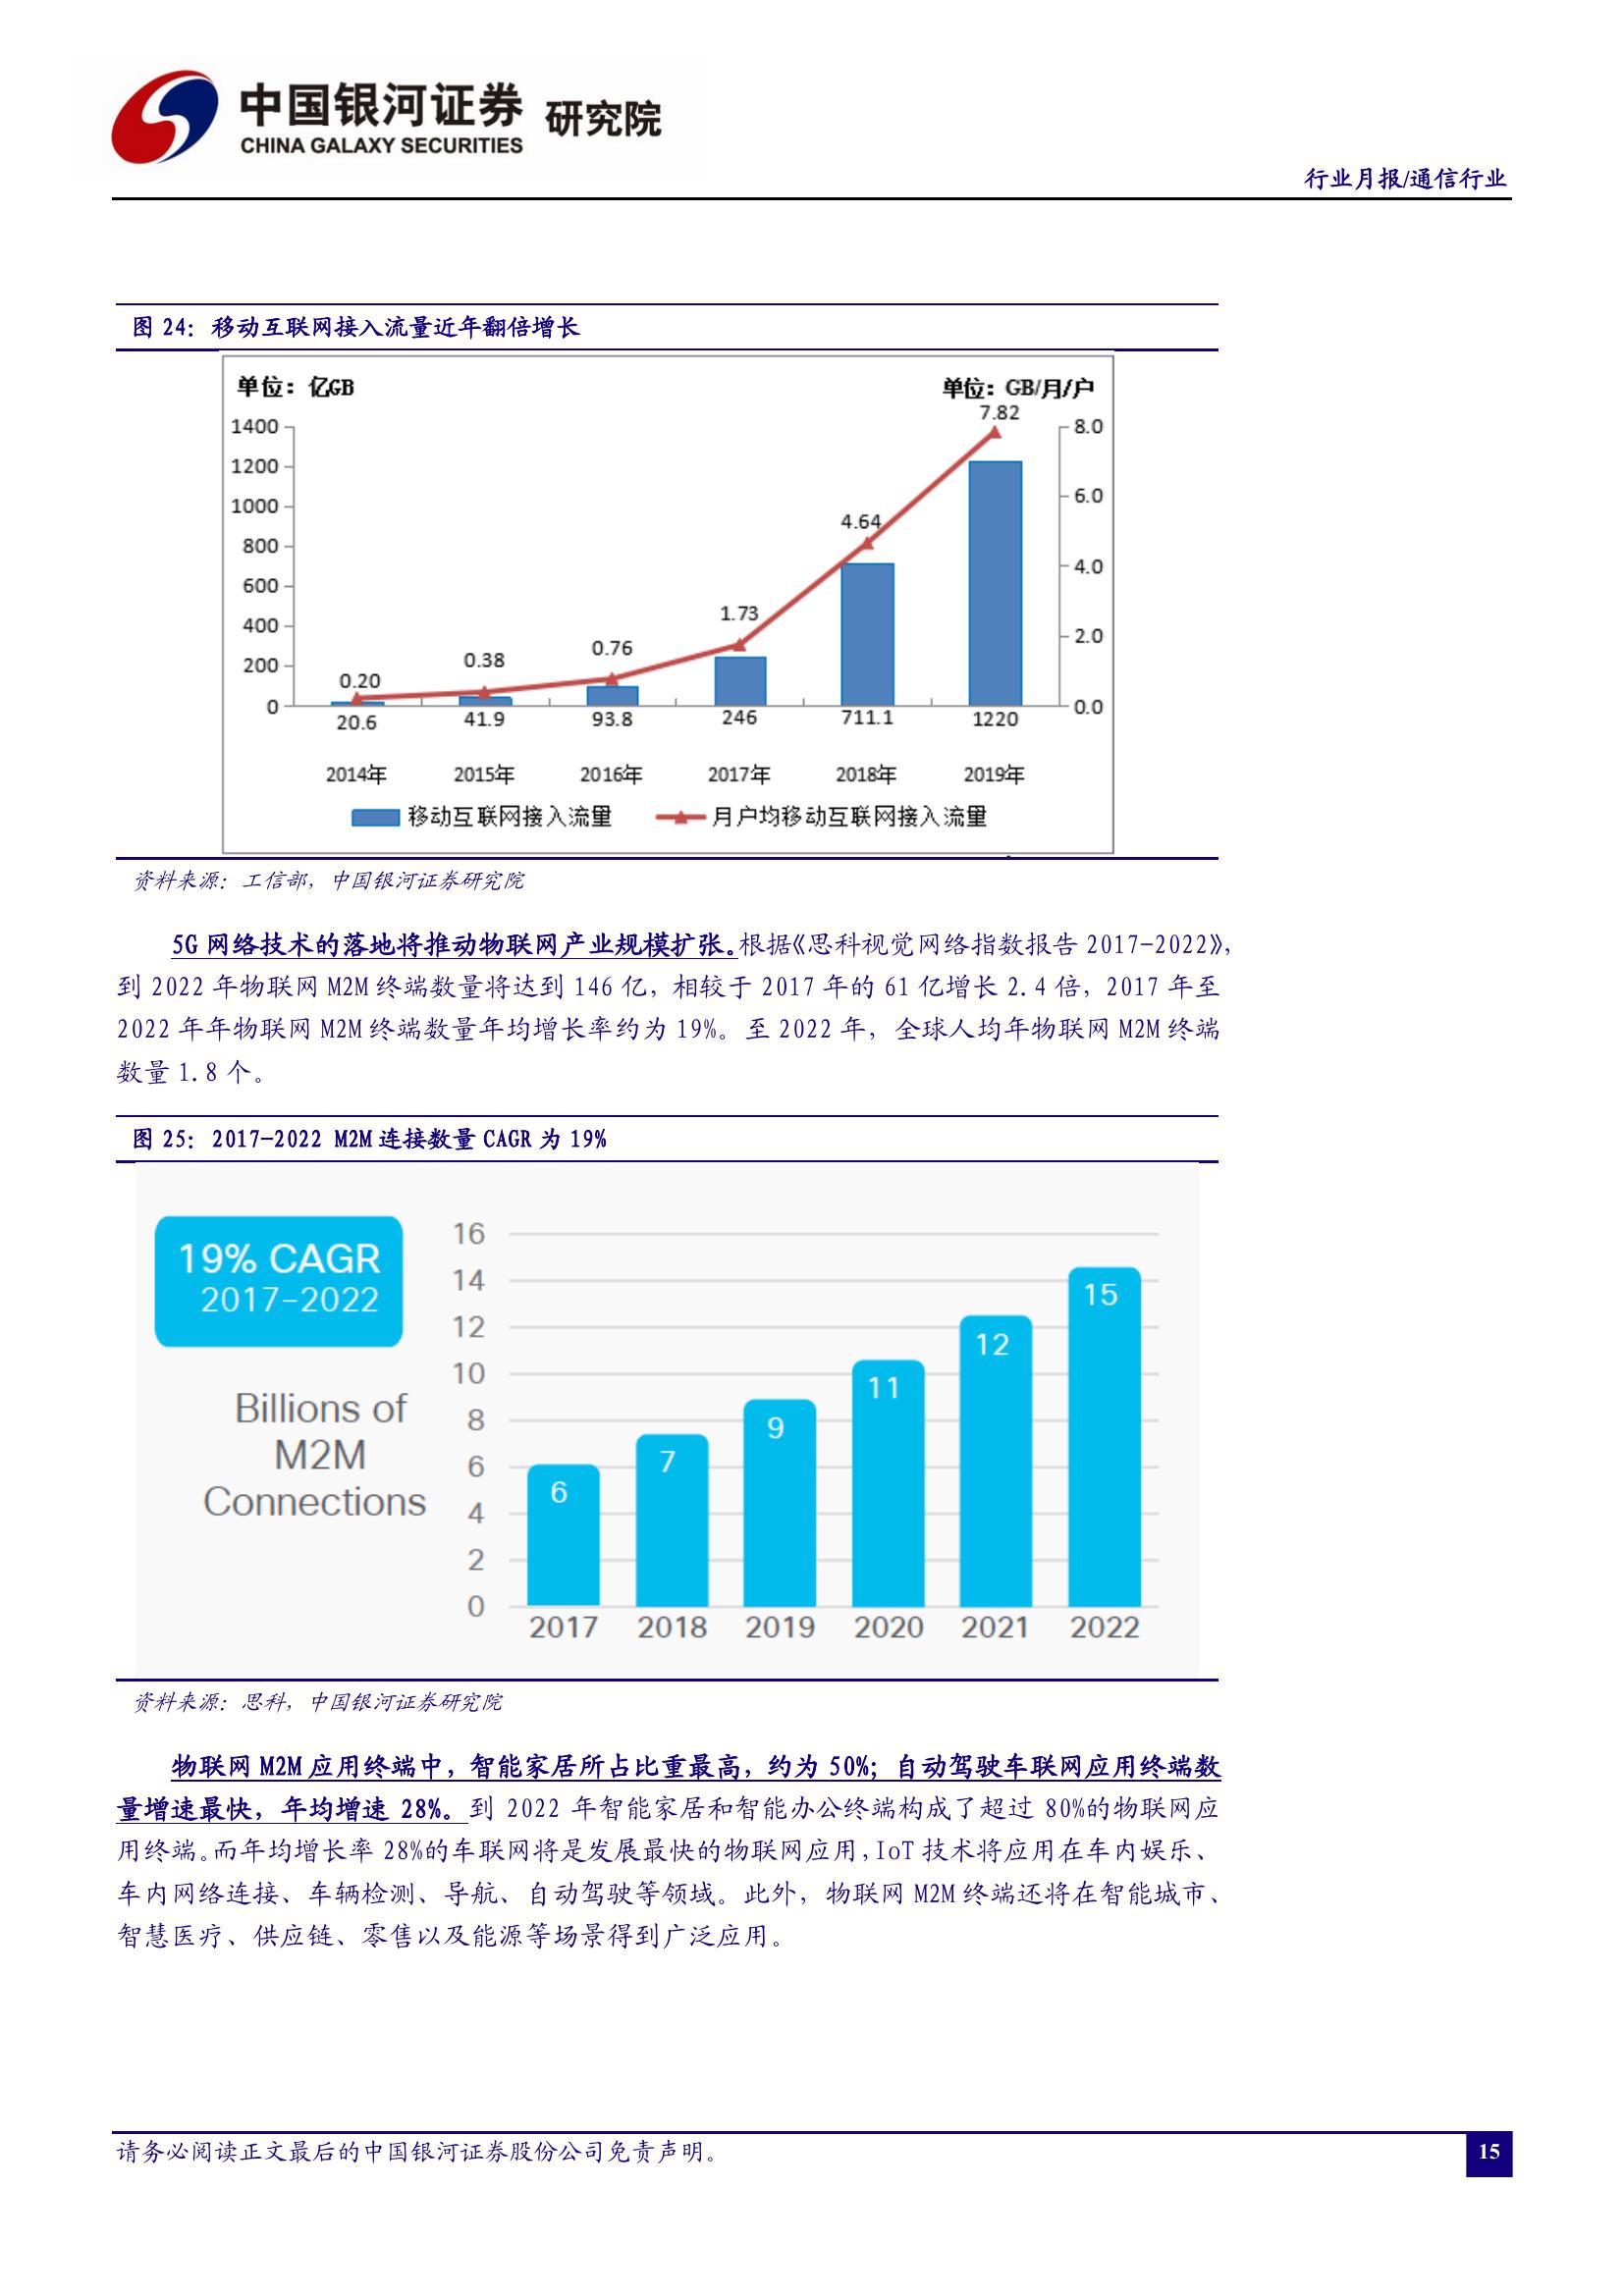 中国银河证券 研究院
CHINA GALAXY SECURITIES
行业月报/通信行业
图 24：移动互联网接入流量近年翻倍增长
单位：亿GB
单位：GB/月/户
1400
1200
1000
800
600
400
200
0
8.0
6.0
4.0
2.0
0.0
0.20
0.38
0.76
1.73
4.64
7.82
20.6
41.9
93.8
246
711.1
1220
2014年
2015年
2016年
2017年
2018年
2019年
移动互联网接入流量
月户均移动互联网接入流量
资料来源：工信部，中国银河证券研究院
5G 网络技术的落地将推动物联网产业规模扩张。根据《思科视觉网络指数报告 2017-2022》，
到 2022 年物联网 M2M 终端数量将达到 146 亿，相较于 2017 年的 61 亿增长 2.4 倍，2017 年至
2022 年年物联网 M2M 终端数量年均增长率约为 19%。至 2022 年，全球人均年物联网 M2M 终端
数量 1.8 个。
图 25：2017-2022 M2M 连接数量 CAGR 为 19%
19% CAGR
2017-2022
Billions of
M2M
Connections
16
14
12
10
8
6
4
2
0
6
7
9
11
12
15
2017
2018
2019
2020
2021
2022
资料来源：思科，中国银河证券研究院
物联网 M2M 应用终端中，智能家居所占比重最高，约为 50%；自动驾驶车联网应用终端数
量增速最快，年均增速 28%。到 2022 年智能家居和智能办公终端构成了超过 80%的物联网应
用终端。而年均增长率 28%的车联网将是发展最快的物联网应用，IoT 技术将应用在车内娱乐、
车内网络连接、车辆检测、导航、自动驾驶等领域。此外，物联网 M2M 终端还将在智能城市、
智慧医疗、供应链、零售以及能源等场景得到广泛应用。
请务必阅读正文最后的中国银河证券股份公司免责声明。
15